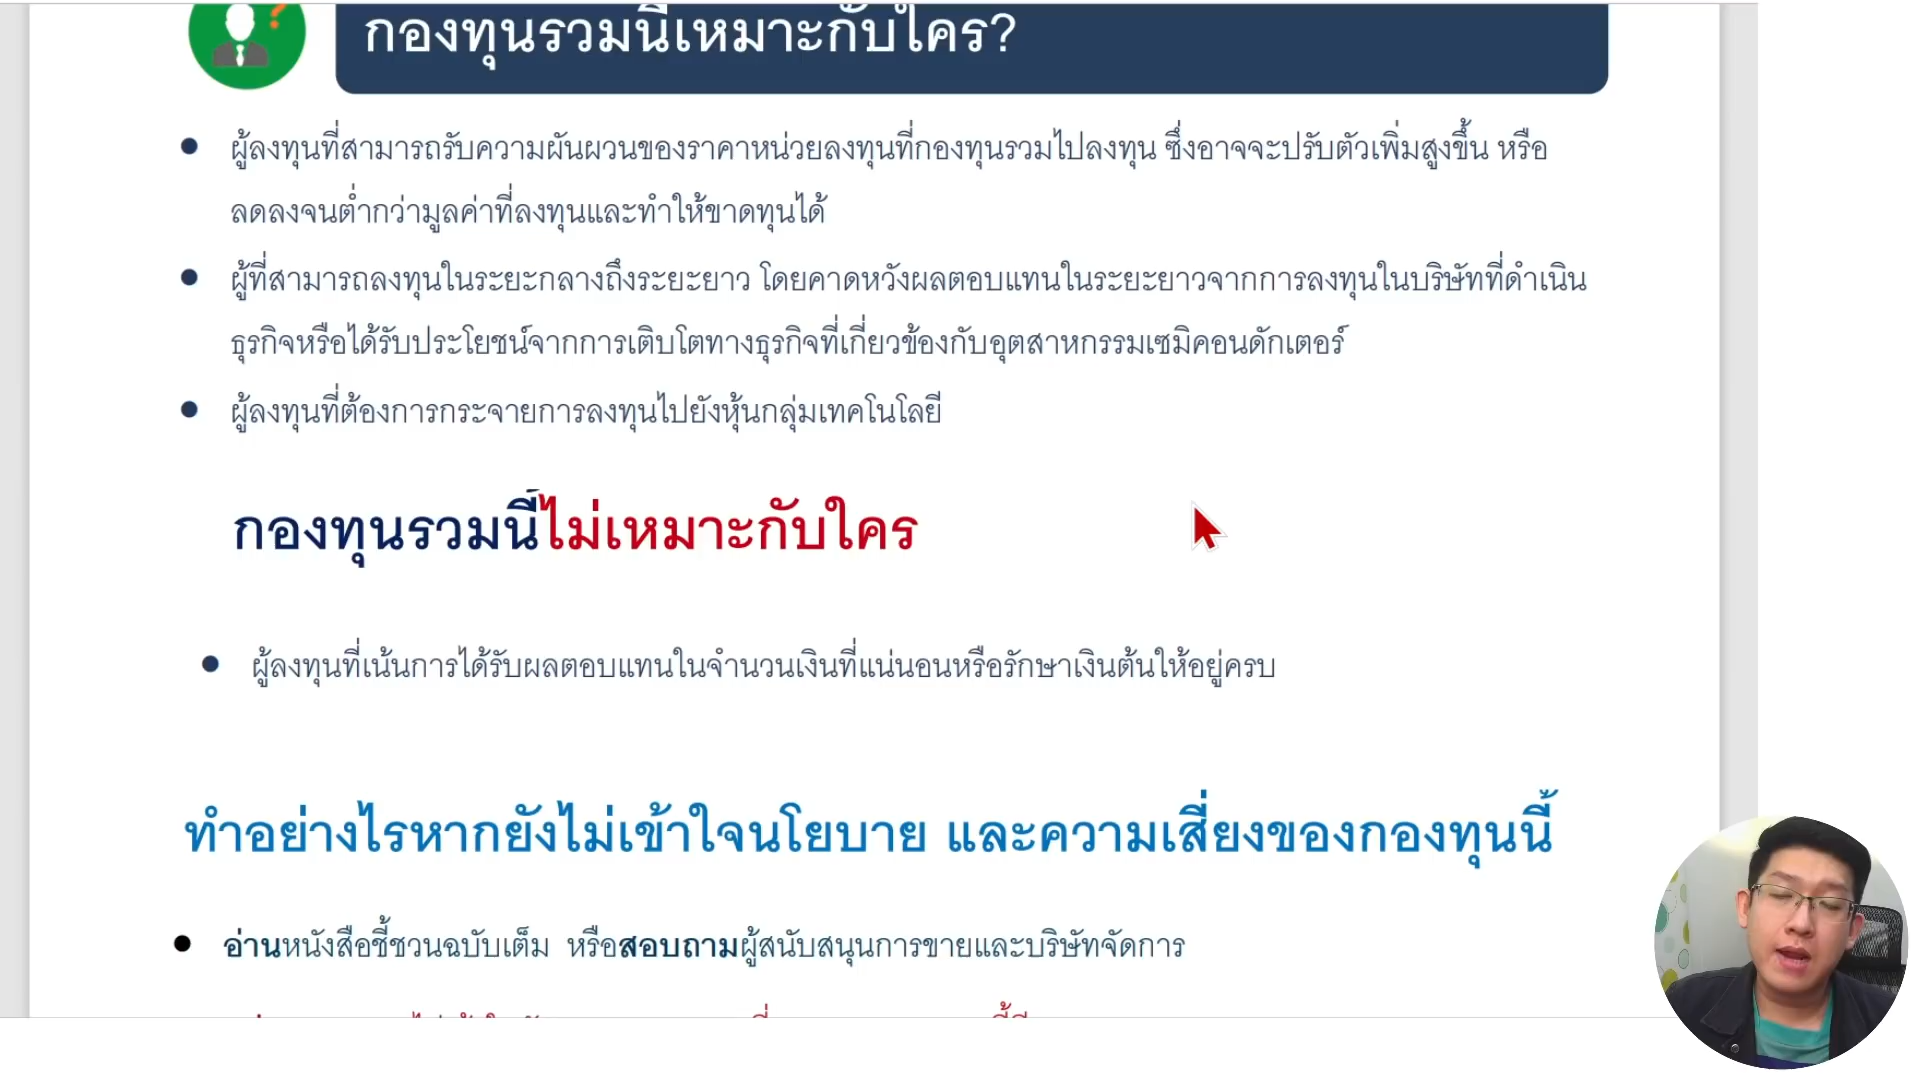 กองทุนรวมนี้เหมาะกับใคร?
ผู้ลงทุนที่สามารถรับความผันผวนของราคาหน่วยลงทุนที่กองทุนรวมไปลงทุน ซึ่งอาจจะปรับตัวเพิ่มสูงขึ้น หรือ
ลดลงจนต่ำกว่ามูลค่าที่ลงทุนและทำให้ขาดทุนได้
ผู้ที่สามารถลงทุนในระยะกลางถึงระยะยาว โดยคาดหวังผลตอบแทนในระยะยาวจากการลงทุนในบริษัทที่ดำเนิน
ธุรกิจหรือได้รับประโยชน์จากการเติบโตทางธุรกิจที่เกี่ยวข้องกับอุตสาหกรรมเซมิคอนดักเตอร์
ผู้ลงทุนที่ต้องการกระจายการลงทุนไปยังหุ้นกลุ่มเทคโนโลยี
กองทุนรวมนี้ไม่เหมาะกับใคร
ผู้ลงทุนที่เน้นการได้รับผลตอบแทนในจำนวนเงินที่แน่นอนหรือรักษาเงินต้นให้อยู่ครบ
ทำอย่างไรหากยังไม่เข้าใจนโยบาย และความเสี่ยงของกองทุนนี้
อ่านหนังสือชี้ชวนฉบับเต็ม หรือสอบถามผู้สนับสนุนการขายและบริษัทจัดการ